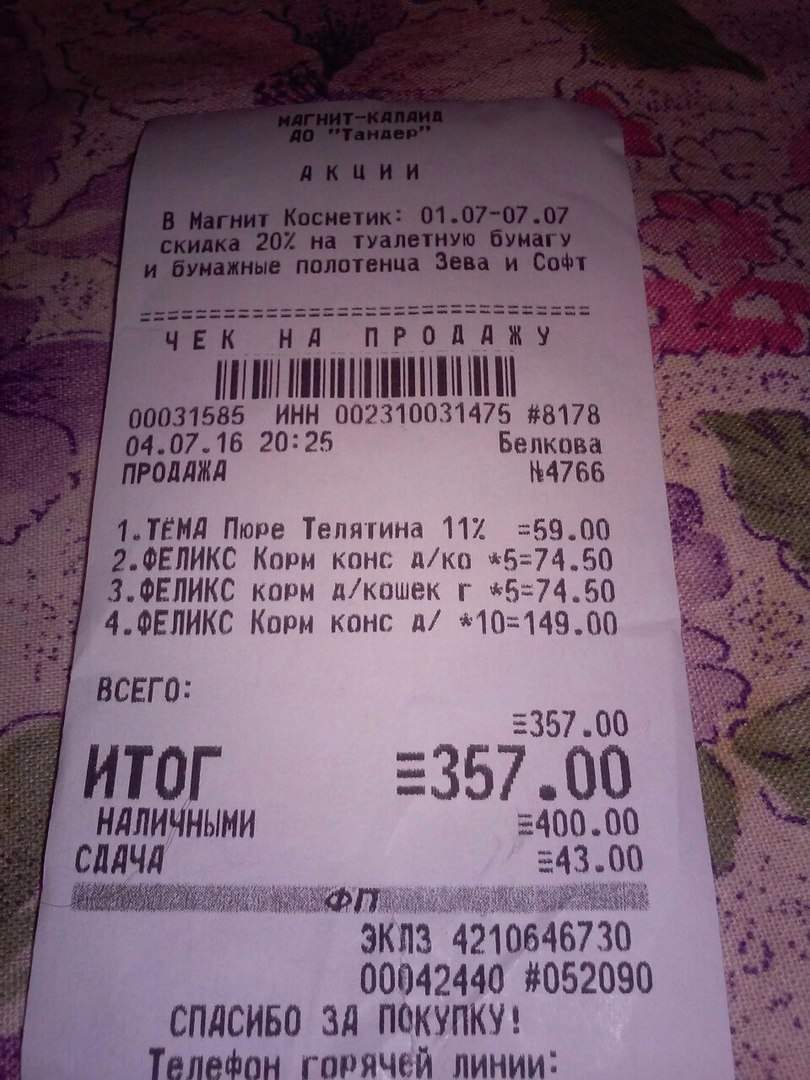 МАГНИТ-КАЛАИД
АО "Тандер"
АКЦИИ
В Магнит Косметик: 01.07-07.07
скидка 20% на туалетную бумагу
и бумажные полотенца Зева и Софт
========================================
ЧЕК НА ПРОДАЖУ
00031585 ИНН 002310031475 #8178
04.07.16 20:25 Белкова
ПРОДАЖА №4766
1.ТЁМА Пюре Телятина 11% =59.00
2.ФЕЛИКС Корм конс д/ко *5=74.50
3.ФЕЛИКС корм д/кошек г *5=74.50
4.ФЕЛИКС Корм конс д/ *10=149.00
ВСЕГО:
≡357.00
ИТОГ ≡357.00
НАЛИЧНЫМИ ≡400.00
СДАЧА ≡43.00
ФП
ЭКЛЗ 4210646730
00042440 #052090
СПАСИБО ЗА ПОКУПКУ!
Телефон горячей линии: